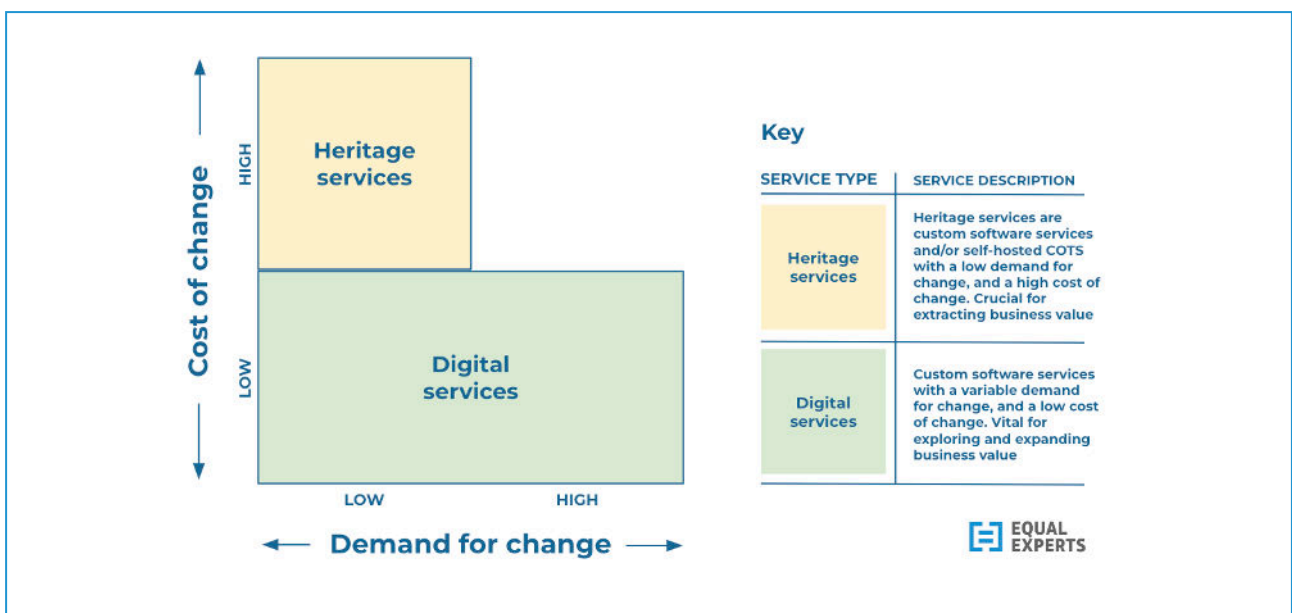 Cost of change
HIGH
LOW
Heritage
services
Digital
services
LOW
HIGH
Demand for change
Key
SERVICE TYPE
SERVICE DESCRIPTION
Heritage
services
Heritage services are
custom software services
and/or self-hosted COTS
with a low demand for
change, and a high cost of
change. Crucial for
extracting business value
Digital
services
Custom software services
with a variable demand
for change, and a low cost
of change. Vital for
exploring and expanding
business value
EQUAL
EXPERTS